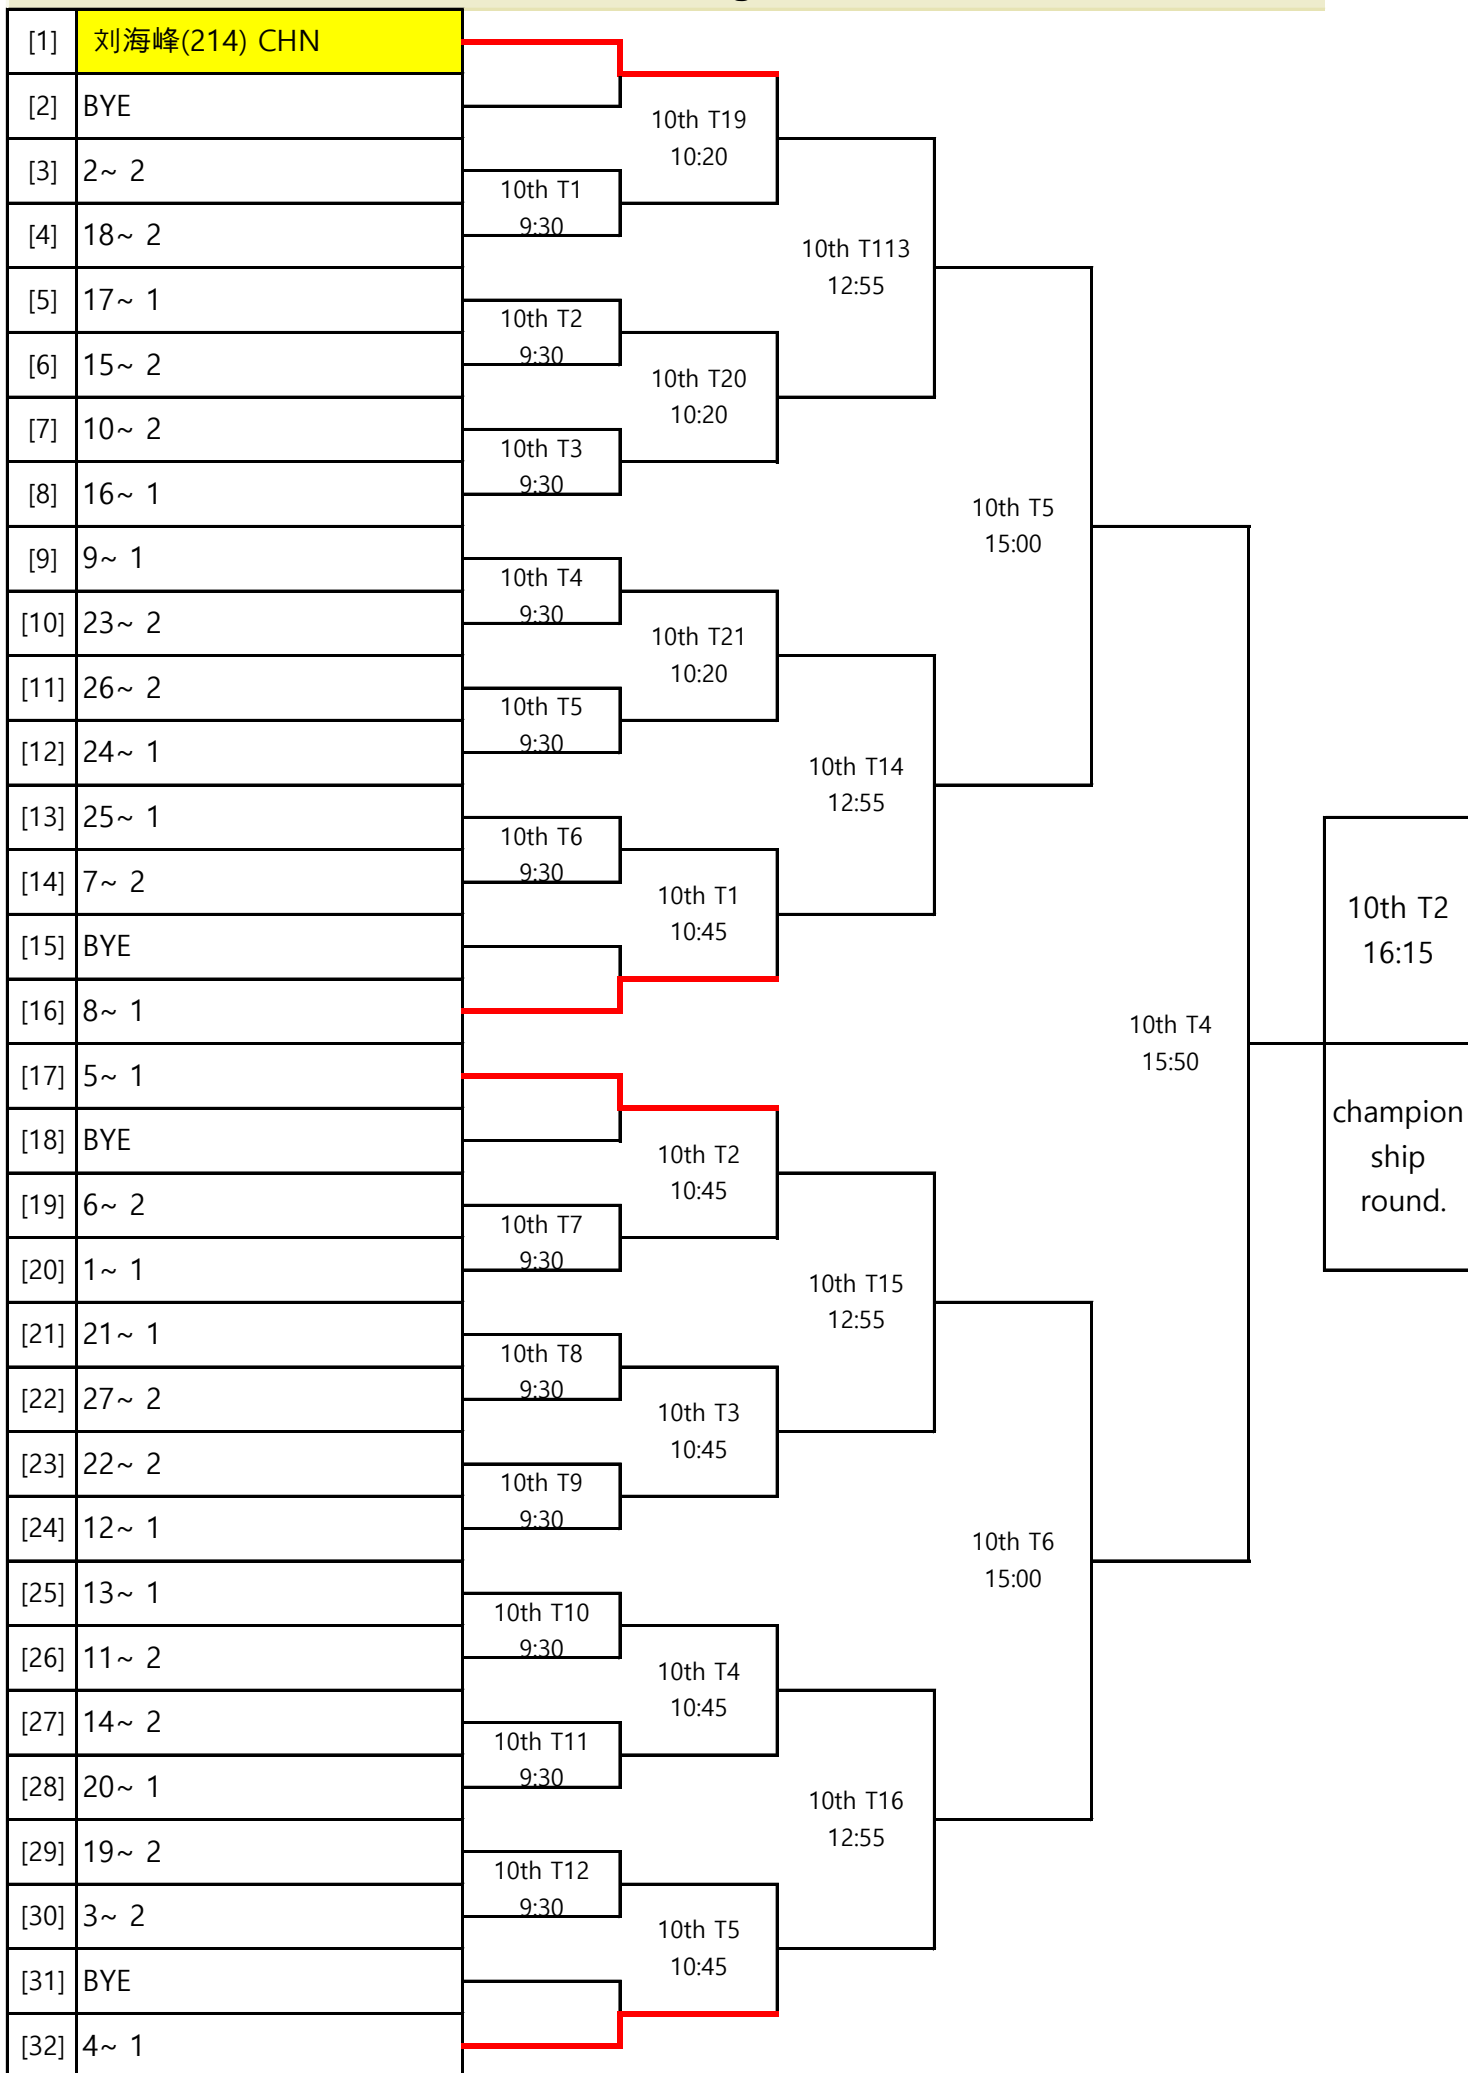 [1] 刘海峰(214) CHN
[2] BYE
10th T19
10:20
[3] 2~ 2
10th T1
9:30
[4] 18~ 2
10th T113
12:55
[5] 17~ 1
10th T2
9:30
[6] 15~ 2
10th T20
10:20
[7] 10~ 2
10th T3
9:30
[8] 16~ 1
10th T5
15:00
[9] 9~ 1
10th T4
9:30
[10] 23~ 2
10th T21
10:20
[11] 26~ 2
10th T5
9:30
[12] 24~ 1
10th T14
12:55
[13] 25~ 1
10th T6
9:30
[14] 7~ 2
10th T1
10:45
10th T2
16:15
[15] BYE
[16] 8~ 1
10th T4
15:50
[17] 5~ 1
champion
ship
round.
[18] BYE
10th T2
10:45
[19] 6~ 2
10th T7
9:30
[20] 1~ 1
10th T15
12:55
[21] 21~ 1
10th T8
9:30
[22] 27~ 2
10th T3
10:45
[23] 22~ 2
10th T9
9:30
[24] 12~ 1
10th T6
15:00
[25] 13~ 1
10th T10
9:30
[26] 11~ 2
10th T4
10:45
[27] 14~ 2
10th T11
9:30
[28] 20~ 1
10th T16
12:55
[29] 19~ 2
10th T12
9:30
[30] 3~ 2
10th T5
10:45
[31] BYE
[32] 4~ 1